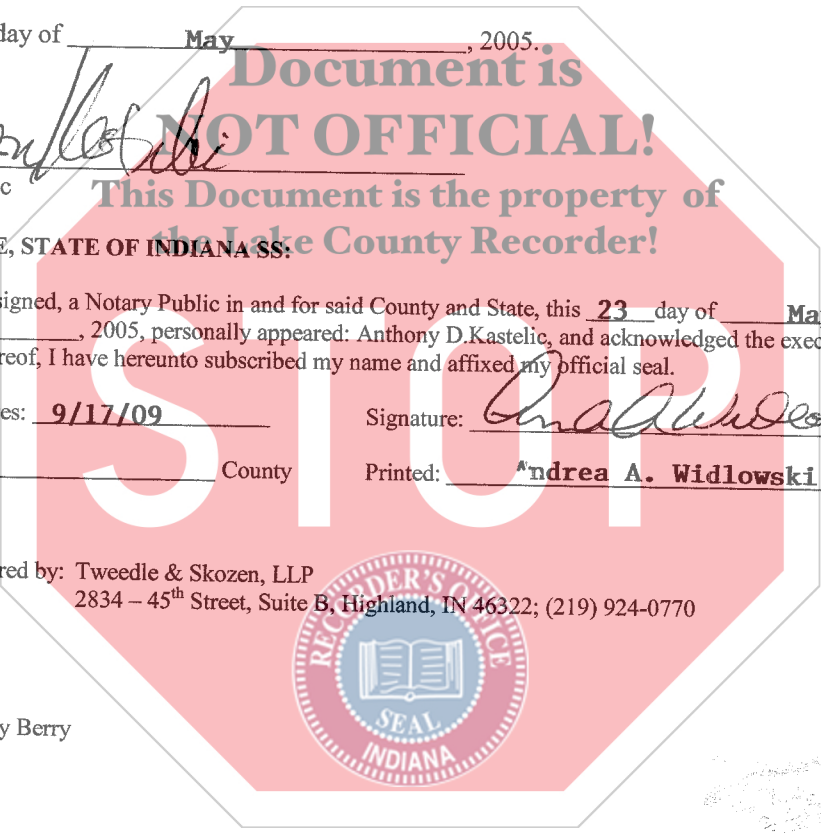 day of May, 2005.
Document is
NOT OFFICIAL!
c
This Document is the property of
the Lake County Recorder!
E, STATE OF INDIANA SS:
signed, a Notary Public in and for said County and State, this 23 day of Ma
, 2005, personally appeared: Anthony D.Kastelic, and acknowledged the exec
reof, I have hereunto subscribed my name and affixed my official seal.
es: 9/17/09 Signature:
County Printed: Andrea A. Widlowski
STOP
red by: Tweedle & Skozen, LLP
2834 – 45th Street, Suite B, Highland, IN 46322; (219) 924-0770
RECORDER'S OFFICE
SEAL
INDIANA
y Berry